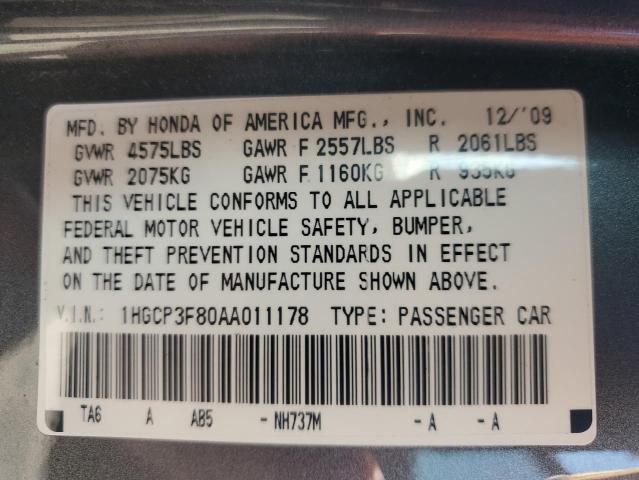 MFD. BY HONDA OF AMERICA MFG., INC. 12/'09
GVWR 4575LBS GAWR F 2557LBS R 2061LBS
GVWR 2075KG GAWR F 1160KG R 935KG
THIS VEHICLE CONFORMS TO ALL APPLICABLE
FEDERAL MOTOR VEHICLE SAFETY, BUMPER,
AND THEFT PREVENTION STANDARDS IN EFFECT
ON THE DATE OF MANUFACTURE SHOWN ABOVE.
V.I.N.: 1HGCP3F80AA011178 TYPE: PASSENGER CAR
TA6 A AB5 -NH737M -A -A